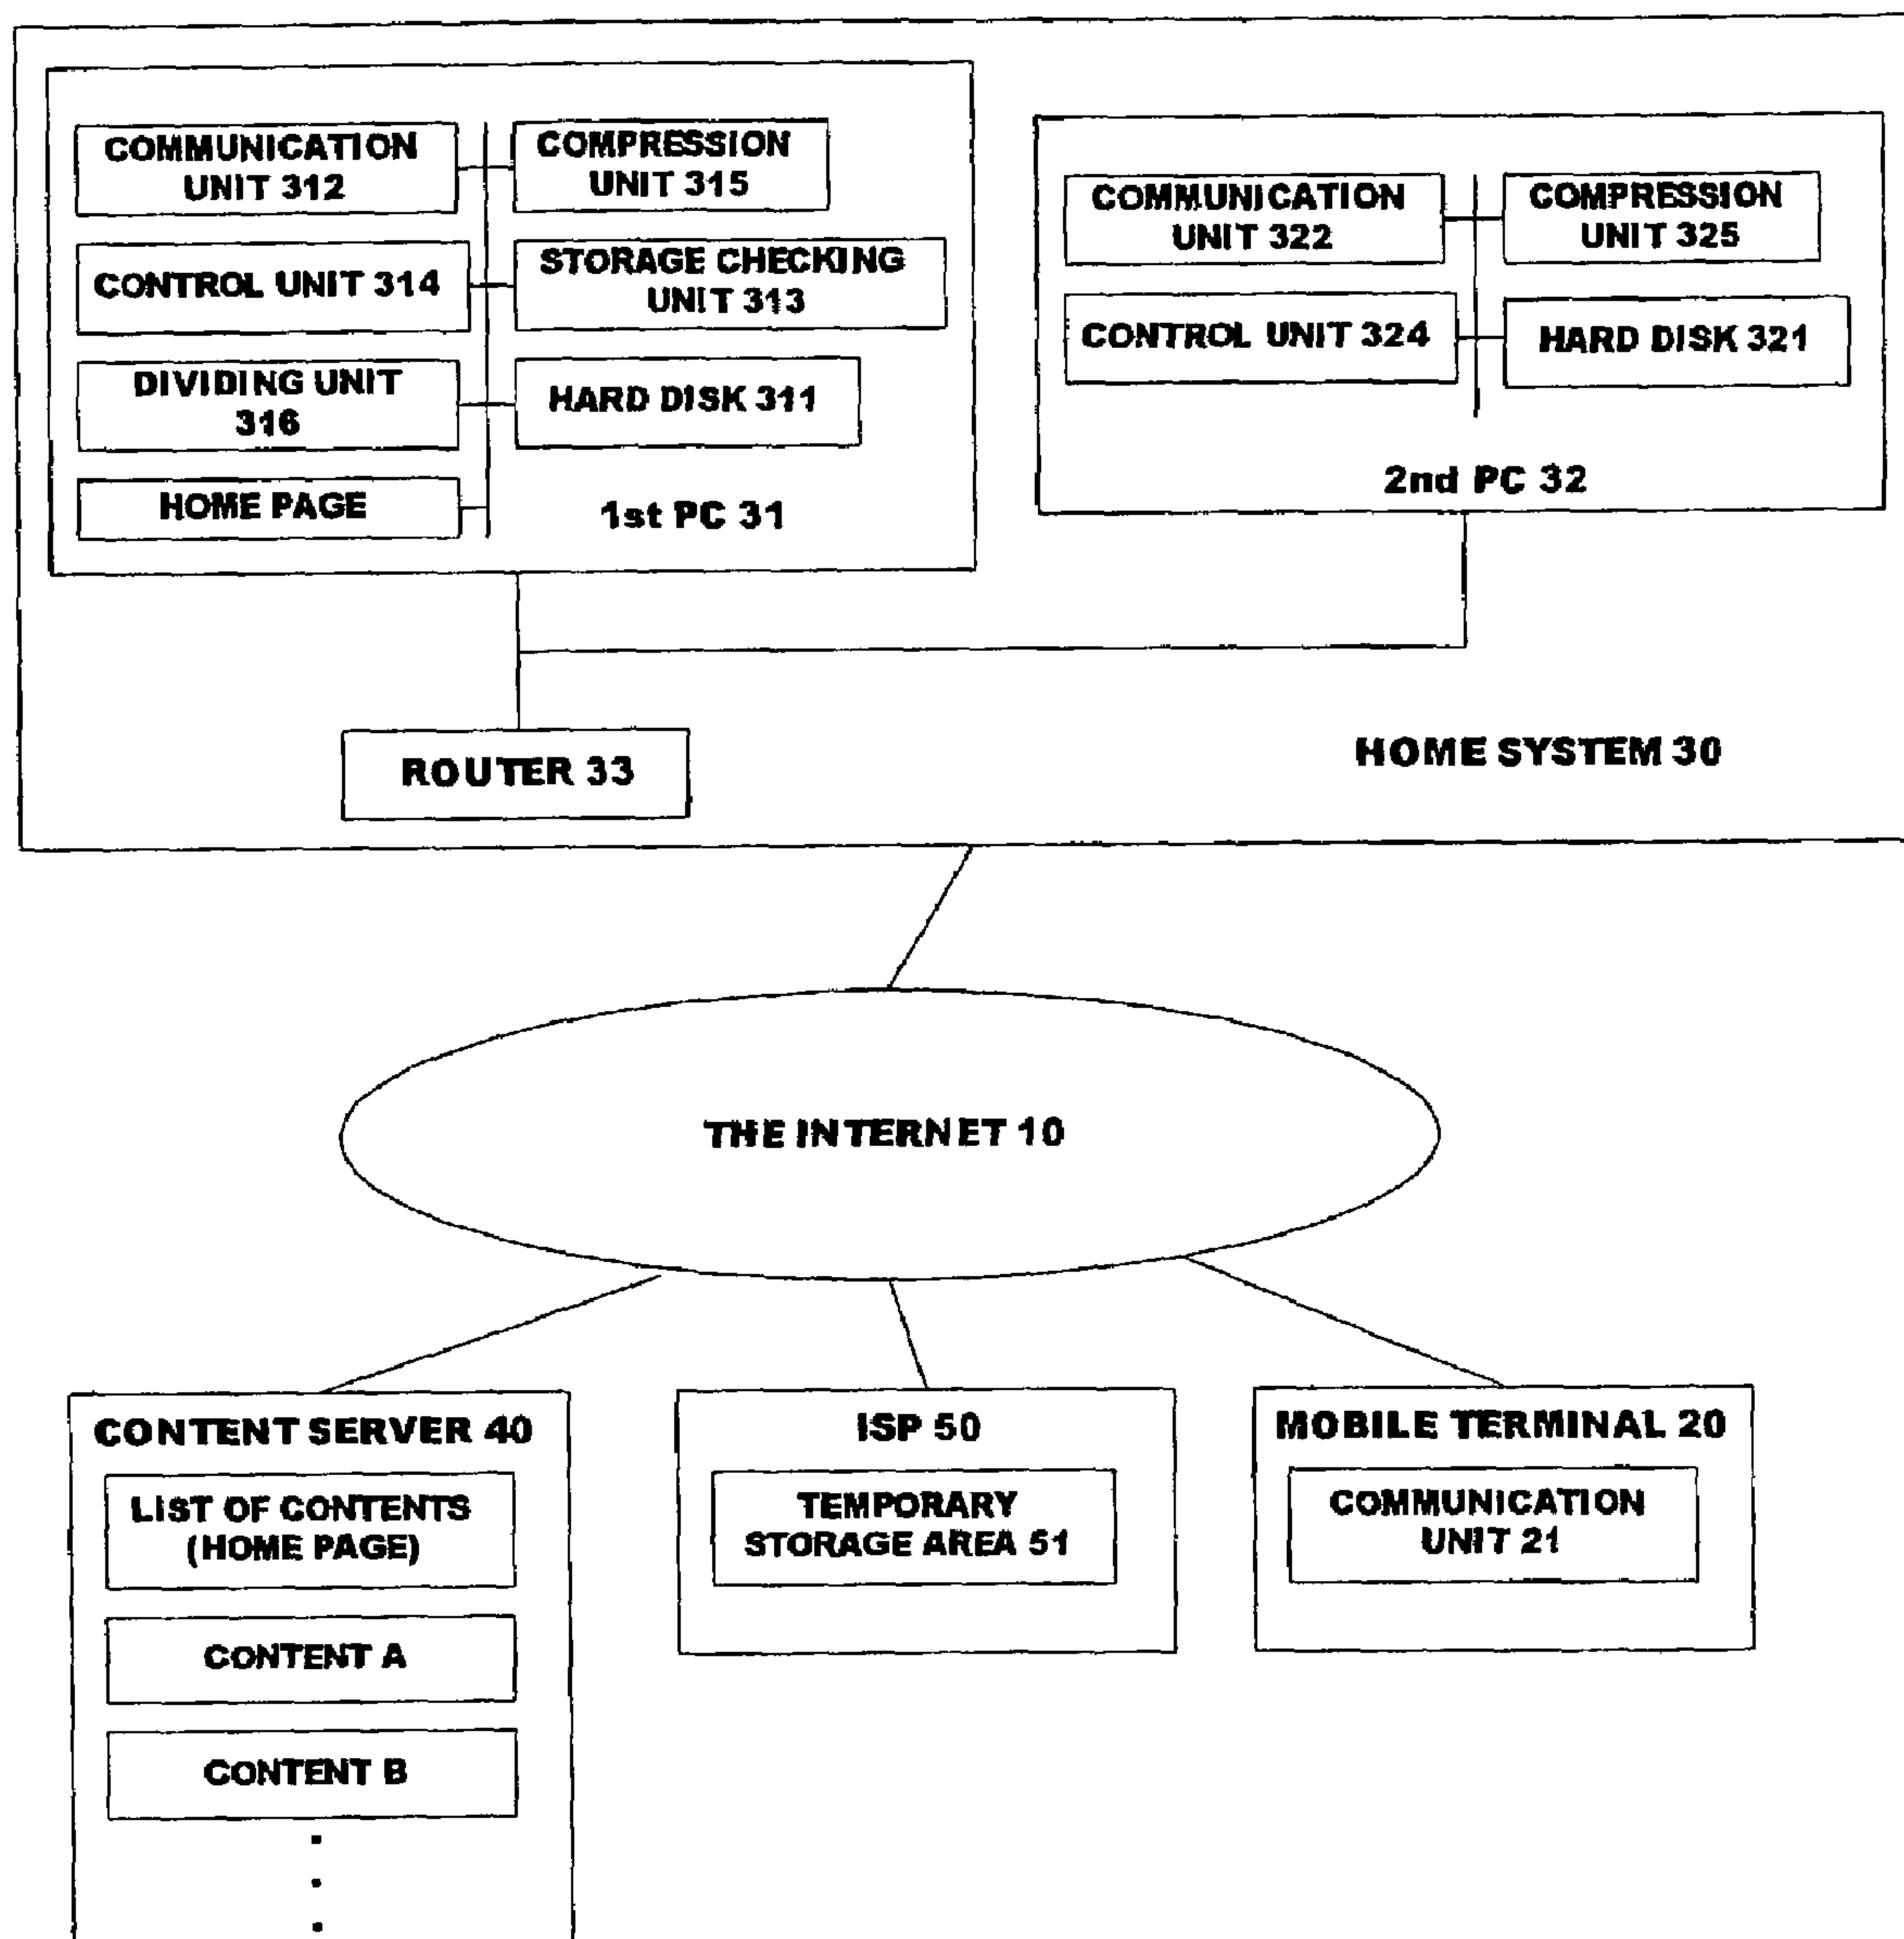 COMMUNICATION
UNIT 312
COMPRESSION
UNIT 315
CONTROL UNIT 314
STORAGE CHECKING
UNIT 313
DIVIDING UNIT
316
HARD DISK 311
HOME PAGE
1st PC 31
COMMUNICATION
UNIT 322
COMPRESSION
UNIT 325
CONTROL UNIT 324
HARD DISK 321
2nd PC 32
ROUTER 33
HOME SYSTEM 30
THE INTERNET 10
CONTENT SERVER 40
LIST OF CONTENTS
(HOME PAGE)
CONTENT A
CONTENT B
ISP 50
TEMPORARY
STORAGE AREA 51
MOBILE TERMINAL 20
COMMUNICATION
UNIT 21